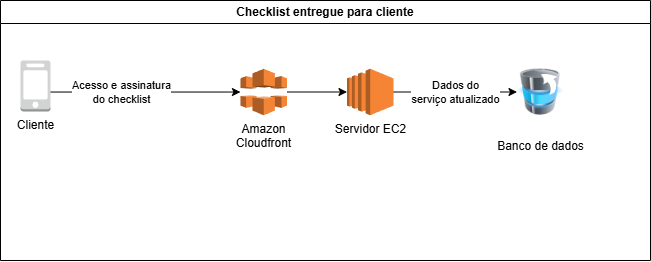 Checklist entregue para cliente
Acesso e assinatura
do checklist
Dados do
serviço atualizado
Cliente
Amazon
Cloudfront
Servidor EC2
Banco de dados